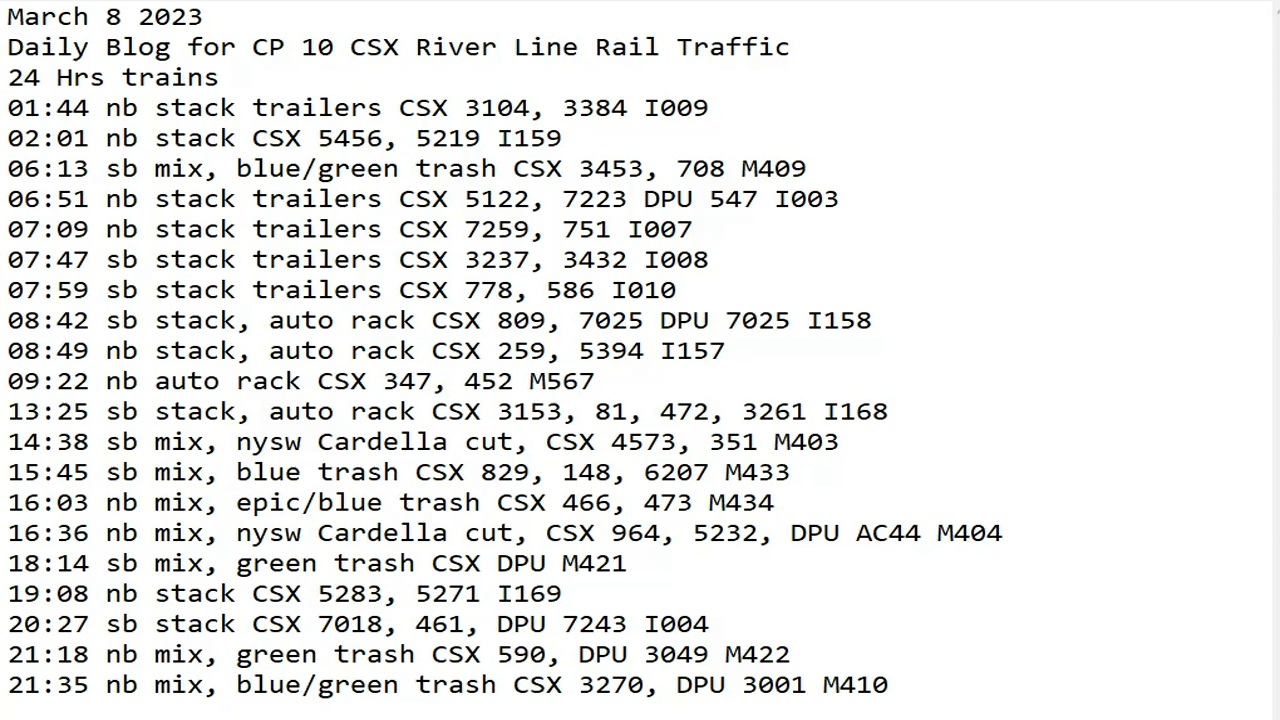 March 8 2023
Daily Blog for CP 10 CSX River Line Rail Traffic
24 Hrs trains
01:44 nb stack trailers CSX 3104, 3384 I009
02:01 nb stack CSX 5456, 5219 I159
06:13 sb mix, blue/green trash CSX 3453, 708 M409
06:51 nb stack trailers CSX 5122, 7223 DPU 547 I003
07:09 nb stack trailers CSX 7259, 751 I007
07:47 sb stack trailers CSX 3237, 3432 I008
07:59 sb stack trailers CSX 778, 586 I010
08:42 sb stack, auto rack CSX 809, 7025 DPU 7025 I158
08:49 nb stack, auto rack CSX 259, 5394 I157
09:22 nb auto rack CSX 347, 452 M567
13:25 sb stack, auto rack CSX 3153, 81, 472, 3261 I168
14:38 sb mix, nysw Cardella cut, CSX 4573, 351 M403
15:45 sb mix, blue trash CSX 829, 148, 6207 M433
16:03 nb mix, epic/blue trash CSX 466, 473 M434
16:36 nb mix, nysw Cardella cut, CSX 964, 5232, DPU AC44 M404
18:14 sb mix, green trash CSX DPU M421
19:08 nb stack CSX 5283, 5271 I169
20:27 sb stack CSX 7018, 461, DPU 7243 I004
21:18 nb mix, green trash CSX 590, DPU 3049 M422
21:35 nb mix, blue/green trash CSX 3270, DPU 3001 M410